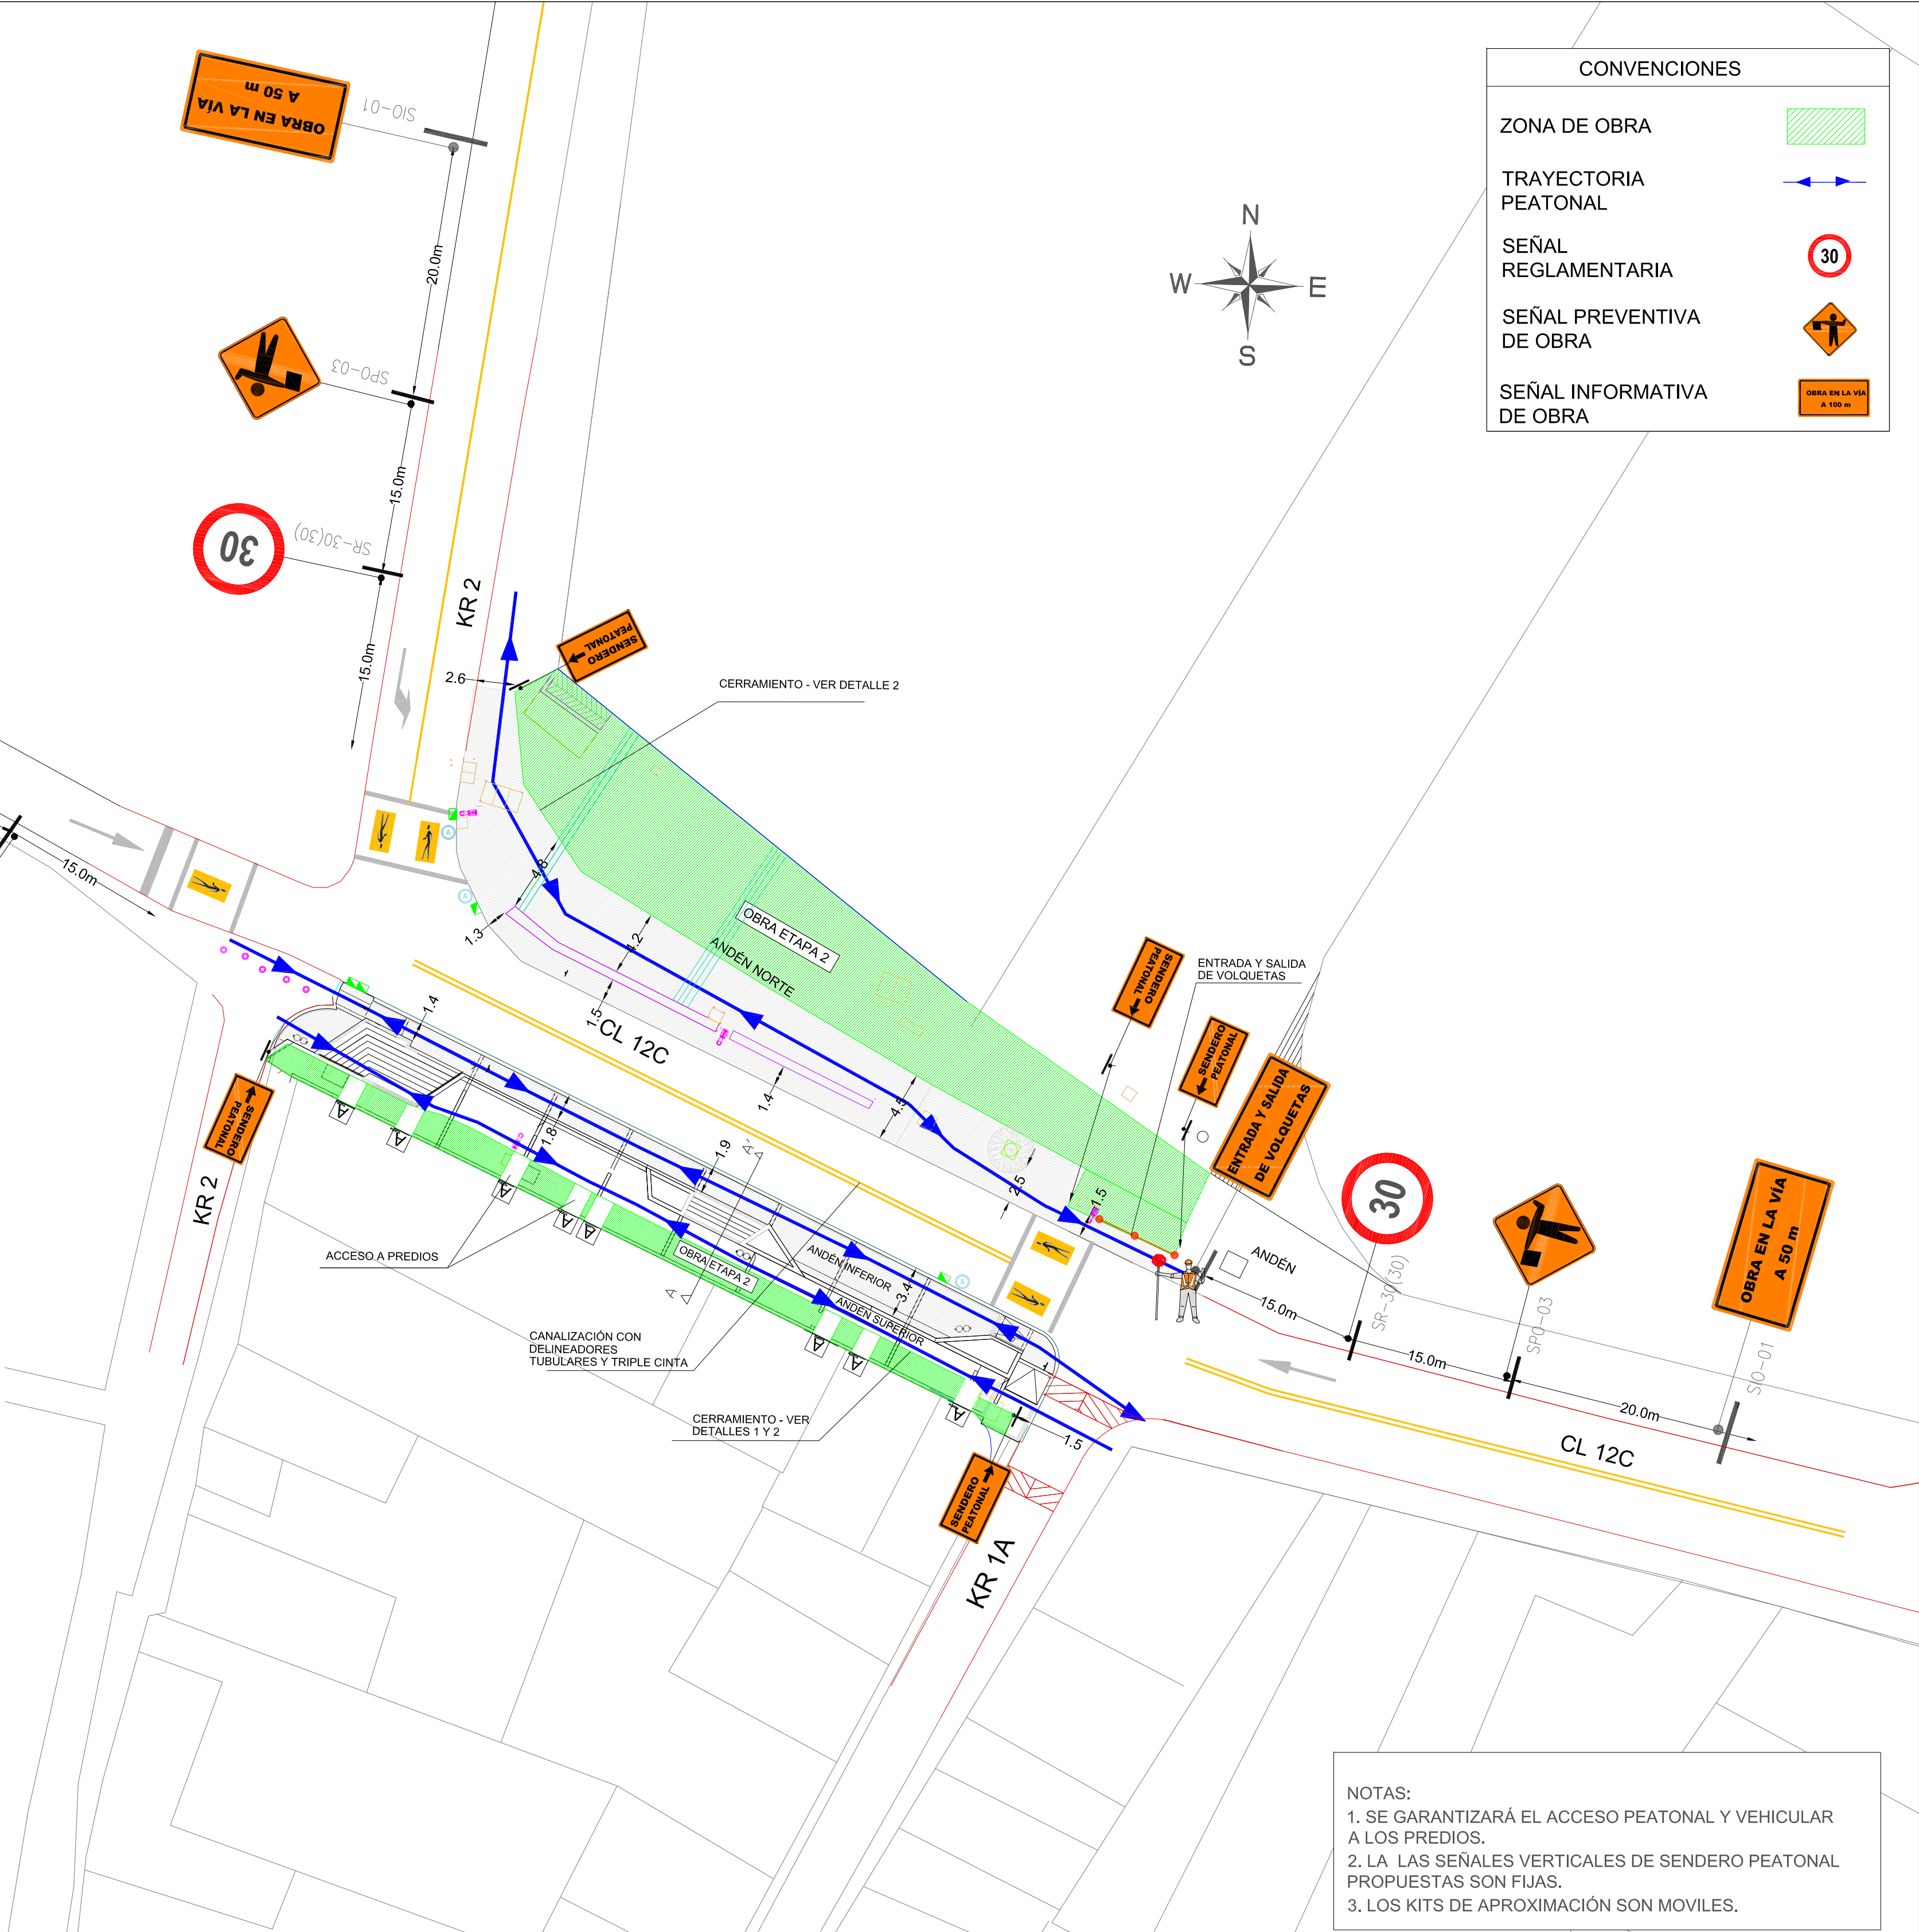 CONVENCIONES
ZONA DE OBRA
TRAYECTORIA
PEATONAL
SEÑAL
REGLAMENTARIA
30
SEÑAL PREVENTIVA
DE OBRA
SEÑAL INFORMATIVA
DE OBRA
OBRA EN LA VÍA
A 100 m
OBRA EN LA VÍA
A 50 m
SIO-01
20.0m
SPO-03
15.0m
30
SR-30(30)
15.0m
KR 2
N
W
E
S
SENDERO
PEATONAL
2.6
CERRAMIENTO - VER DETALLE 2
15.0m
A
A
4.8
1.3
4.2
1.5
OBRA ETAPA 2
ANDÉN NORTE
CL 12C
1.4
4.5
2.5
1.5
SENDERO
PEATONAL
ENTRADA Y SALIDA
DE VOLQUETAS
SENDERO
PEATONAL
ENTRADA Y SALIDA
DE VOLQUETAS
30
SR-30(30)
SPO-03
OBRA EN LA VÍA
A 50 m
SIO-01
ANDÉN
15.0m
15.0m
20.0m
CL 12C
1.4
SENDERO
PEATONAL
KR 2
A
A
A
A
A
A
A
A
1.8
1.9
A'
A
ACCESO A PREDIOS
OBRA ETAPA 2
ANDÉN INFERIOR
3.4
A
ANDÉN SUPERIOR
CANALIZACIÓN CON
DELINEADORES
TUBULARES Y TRIPLE CINTA
CERRAMIENTO - VER
DETALLES 1 Y 2
1.5
SENDERO
PEATONAL
KR 1A
NOTAS:
1. SE GARANTIZARÁ EL ACCESO PEATONAL Y VEHICULAR
A LOS PREDIOS.
2. LA LAS SEÑALES VERTICALES DE SENDERO PEATONAL
PROPUESTAS SON FIJAS.
3. LOS KITS DE APROXIMACIÓN SON MOVILES.